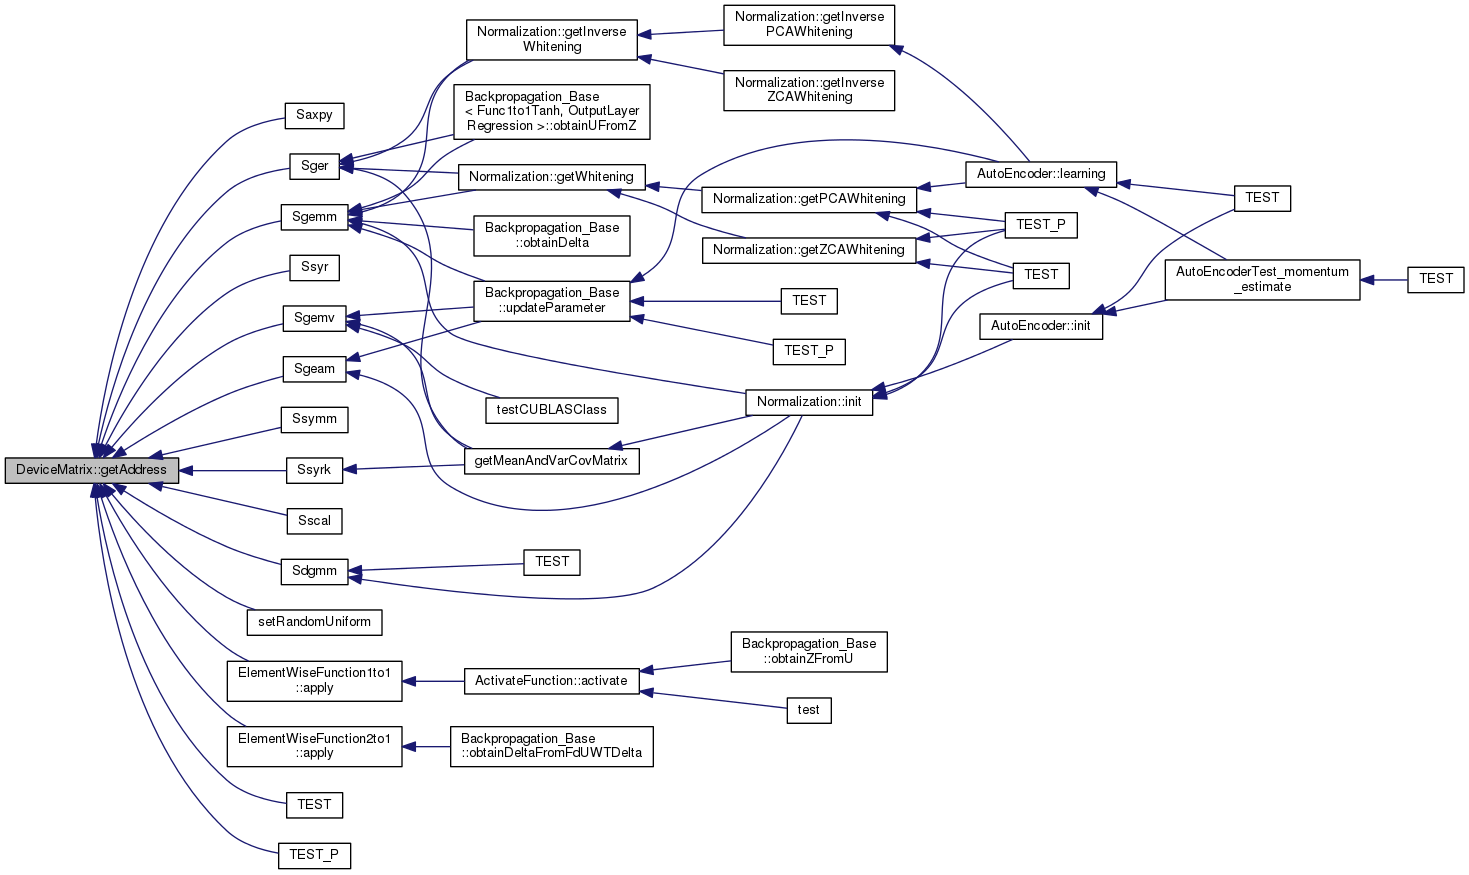 DeviceMatrix::getAddress
Saxpy
Sger
Sgemm
Ssyr
Sgemv
Sgeam
Ssymm
Ssyrk
Sscal
Sdgmm
setRandomUniform
ElementWiseFunction1to1
::apply
ElementWiseFunction2to1
::apply
TEST
TEST_P
Normalization::getInverse
Whitening
Backpropagation_Base
< Func1to1Tanh, OutputLayer
Regression >::obtainUFromZ
Normalization::getWhitening
Backpropagation_Base
::obtainDelta
Backpropagation_Base
::updateParameter
testCUBLASClass
getMeanAndVarCovMatrix
TEST
ActivateFunction::activate
Backpropagation_Base
::obtainDeltaFromFdUWTDelta
Normalization::getInverse
PCAWhitening
Normalization::getInverse
ZCAWhitening
Normalization::getPCAWhitening
Normalization::getZCAWhitening
TEST
TEST_P
Normalization::init
Backpropagation_Base
::obtainZFromU
test
AutoEncoder::learning
TEST_P
TEST
AutoEncoder::init
TEST
AutoEncoderTest_momentum
_estimate
TEST